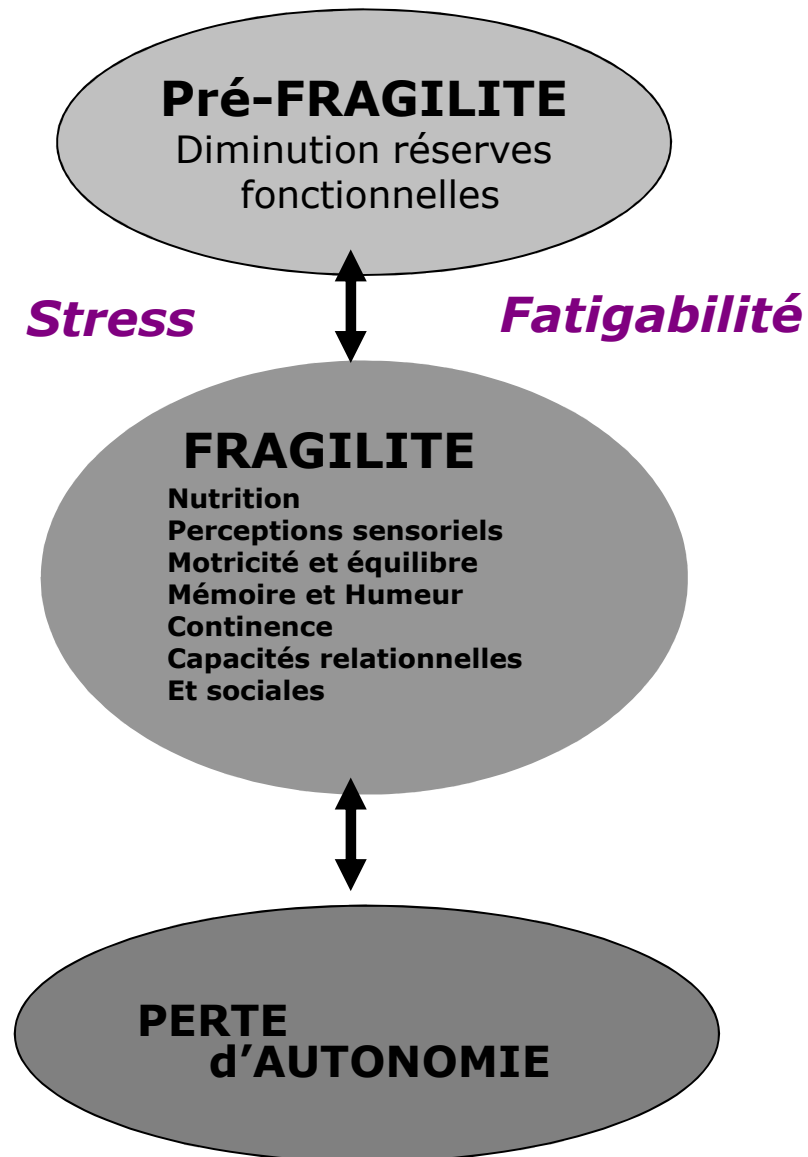 Pré-FRAGILITE
Diminution réserves
fonctionnelles
Stress
Fatigabilité
FRAGILITE
Nutrition
Perceptions sensoriels
Motricité et équilibre
Mémoire et Humeur
Continence
Capacités relationnelles
Et sociales
PERTE
d’AUTONOMIE